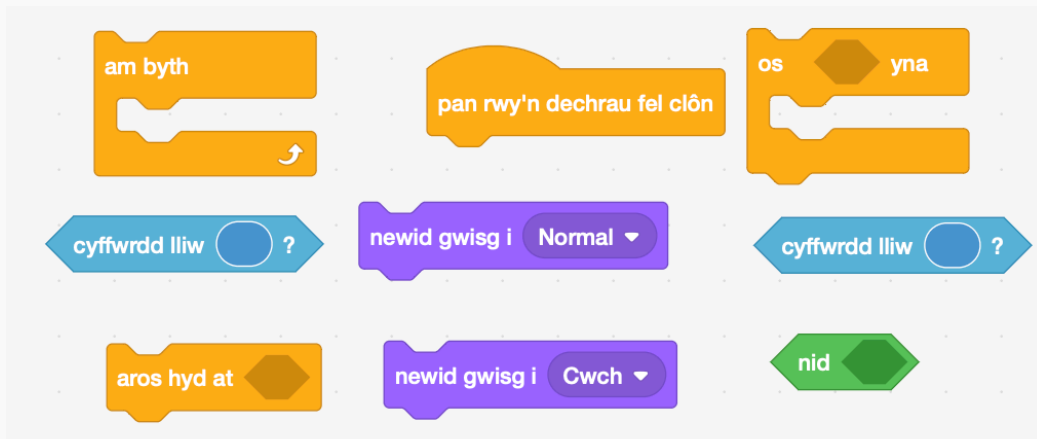 am byth
pan rwy'n dechrau fel clôn
os yna
cyffwrdd lliw ?
newid gwisg i Normal
cyffwrdd lliw ?
aros hyd at
newid gwisg i Cwch
nid